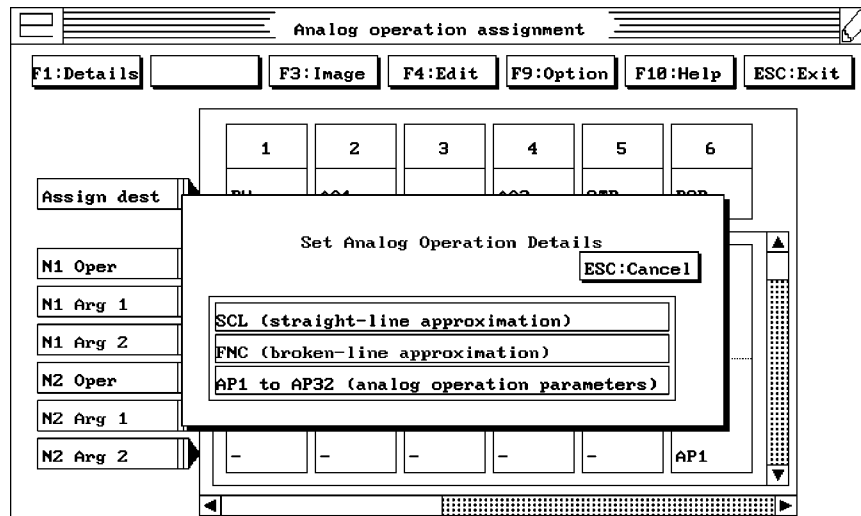 Analog operation assignment
F1:Details F3:Image F4:Edit F9:Option F10:Help ESC:Exit
1 2 3 4 5 6
Assign dest
Set Analog Operation Details
ESC:Cancel
N1 Oper
N1 Arg 1
SCL (straight-line approximation)
N1 Arg 2
FNC (broken-line approximation)
N2 Oper
AP1 to AP32 (analog operation parameters)
N2 Arg 1
N2 Arg 2 - - - - - AP1